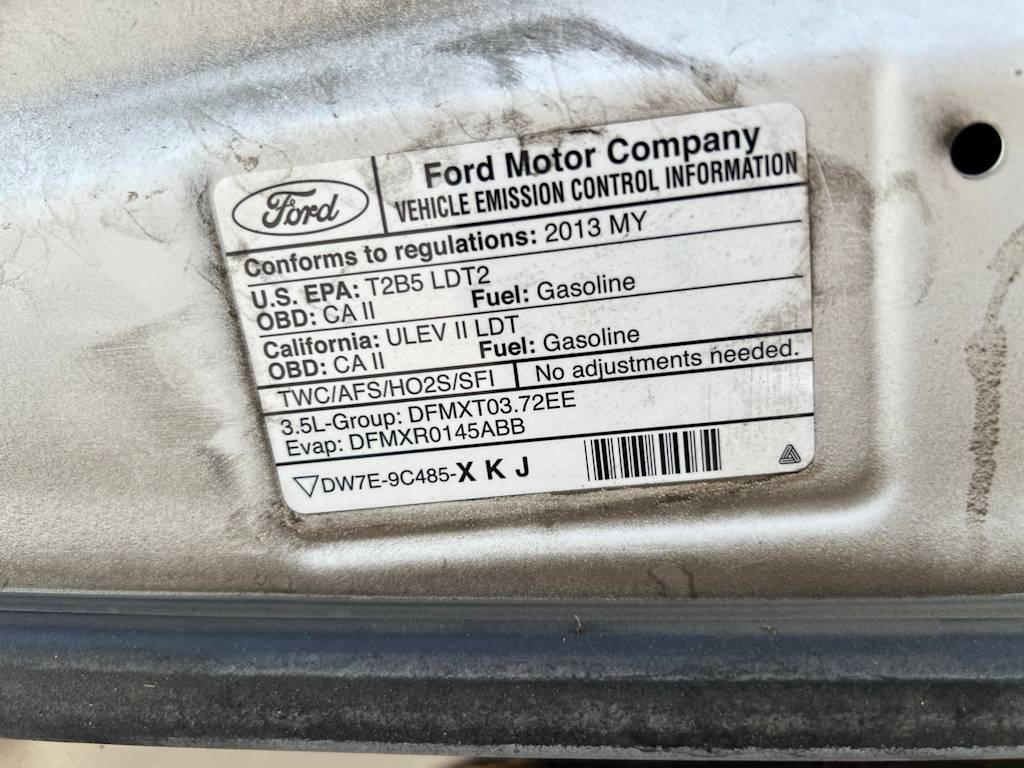 Ford
Ford Motor Company
VEHICLE EMISSION CONTROL INFORMATION
Conforms to regulations: 2013 MY
U.S. EPA: T2B5 LDT2
OBD: CA II Fuel: Gasoline
California: ULEV II LDT
OBD: CA II Fuel: Gasoline
TWC/AFS/HO2S/SFI No adjustments needed.
3.5L-Group: DFMXT03.72EE
Evap: DFMXR0145ABB
DW7E-9C485-X K J